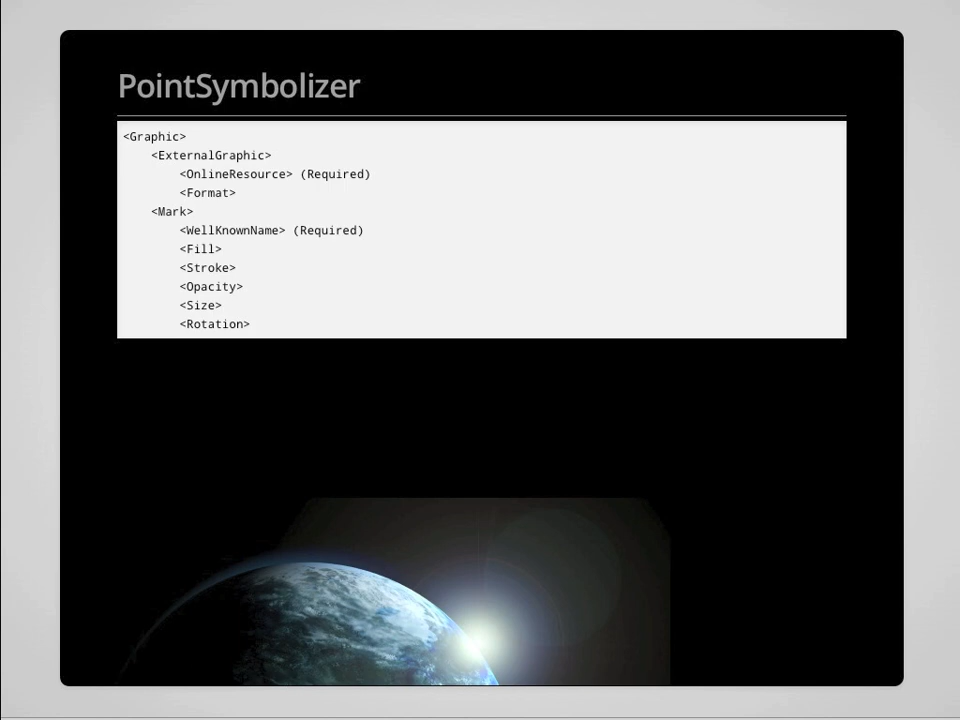 PointSymbolizer
<Graphic>
    <ExternalGraphic>
        <OnlineResource> (Required)
        <Format>
    <Mark>
        <WellKnownName> (Required)
        <Fill>
        <Stroke>
        <Opacity>
        <Size>
        <Rotation>